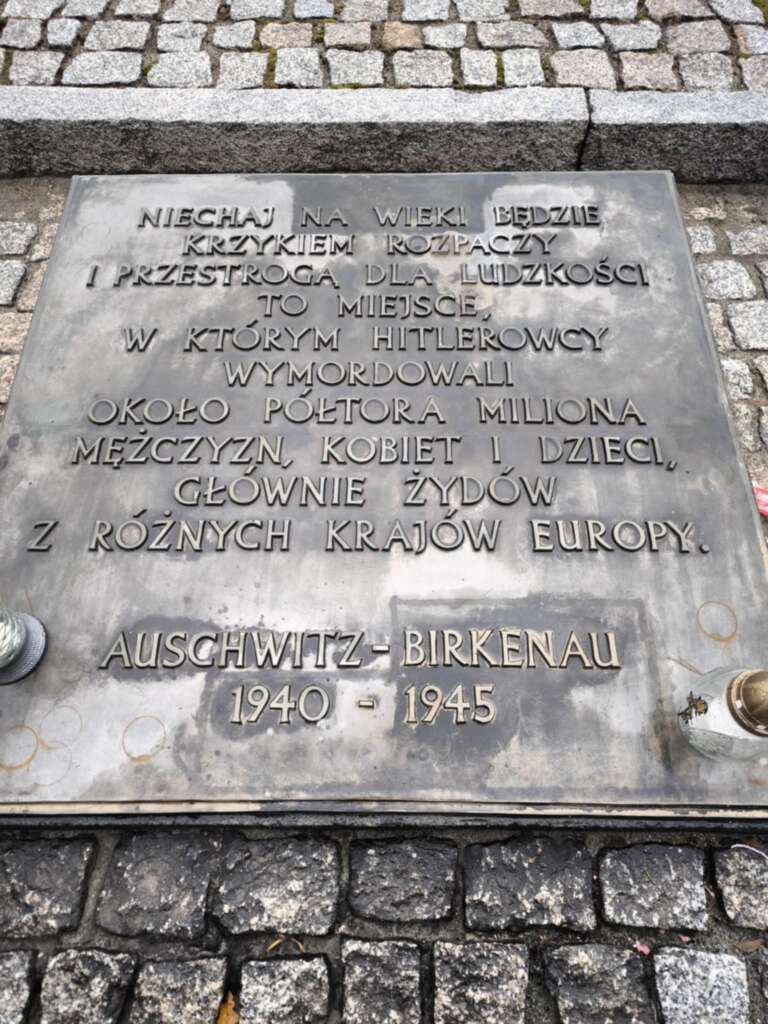 NIECHAJ NA WIEKI BĘDZIE
KRZYKIEM ROZPACZY
I PRZESTROGĄ DLA LUDZKOŚCI
TO MIEJSCE,
W KTÓRYM HITLEROWCY
WYMORDOWALI
OKOŁO PÓŁTORA MILIONA
MĘŻCZYZN, KOBIET I DZIECI,
GŁÓWNIE ŻYDÓW
Z RÓŻNYCH KRAJÓW EUROPY.
AUSCHWITZ-BIRKENAU
1940 - 1945